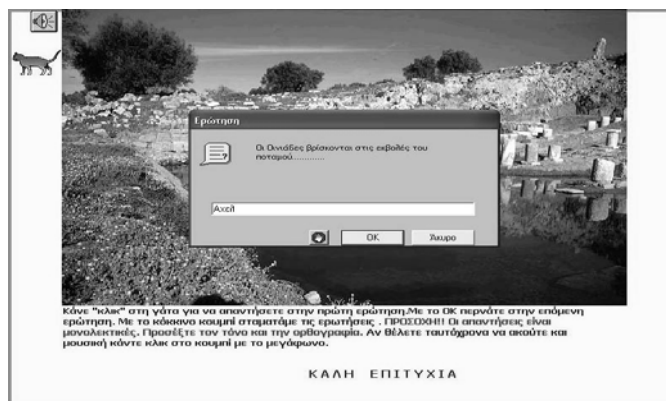 Ερώτηση
Οι Οινιάδες βρίσκονται στις εκβολές του
ποταμού............
Αχελ
OK Άκυρο
Κάνε "κλικ" στη γάτα για να απαντήσετε στην πρώτη ερώτηση.Με το ΟΚ περνάτε στην επόμενη
ερώτηση. Με το κόκκινο κουμπί σταματάμε τις ερωτήσεις . ΠΡΟΣΟΧΗ!! Οι απαντήσεις είναι
μονολεκτικές. Προσέξτε τον τόνο και την ορθογραφία. Αν θέλετε ταυτόχρονα να ακούτε και
μουσική κάντε κλικ στο κουμπί με το μεγάφωνο.
ΚΑΛΗ ΕΠΙΤΥΧΙΑ